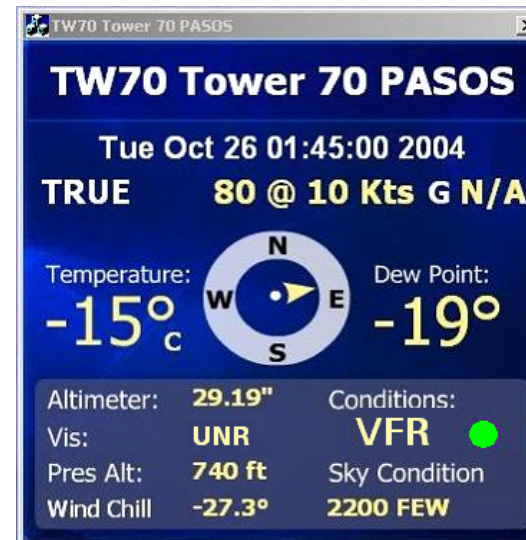 TW70 Tower 70 PASOS
TW70 Tower 70 PASOS
Tue Oct 26 01:45:00 2004
TRUE 80 @ 10 Kts G N/A
N
Temperature: Dew Point:
W E
-15° C -19°
S
Altimeter: 29.19" Conditions:
Vis: UNR VFR
Pres Alt: 740 ft Sky Condition
Wind Chill -27.3° 2200 FEW